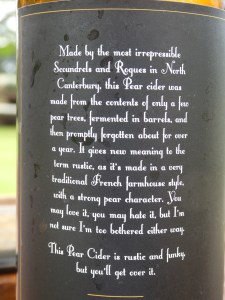 Made by the most irrepressible
Scoundrels and Rogues in North
Canterbury, this Pear cider was
made from the contents of only a few
pear trees, fermented in barrels, and
then promptly forgotten about for over
a year. It gives new meaning to the
term rustic, as it's made in a very
traditional French farmhouse style,
with a strong pear character. You
may love it, you may hate it, but I'm
not sure I'm too bothered either way.
This Pear Cider is rustic and funky,
but you'll get over it.